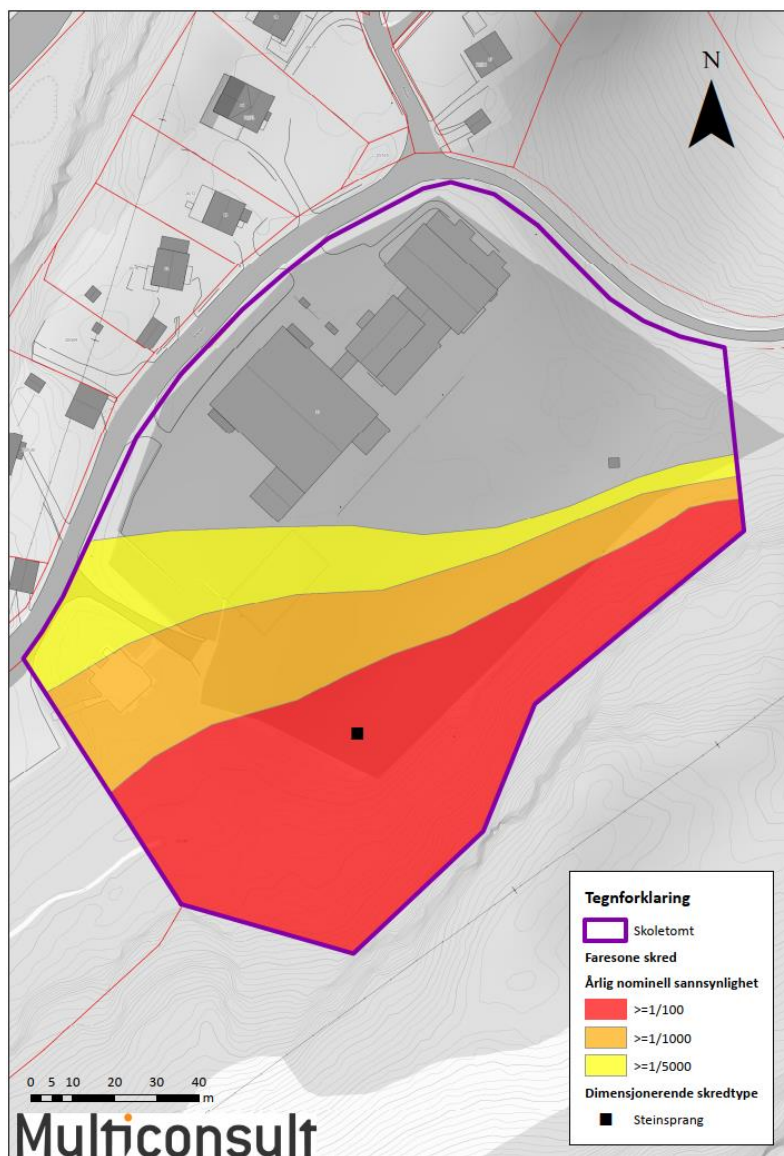 N
Tegnforklaring
Skoletomt
Faresone skred
Årlig nominell sannsynlighet
>=1/100
>=1/1000
>=1/5000
Dimensjonerende skredtype
Steinsprang
0 5 10 20 30 40
m
Multiconsult